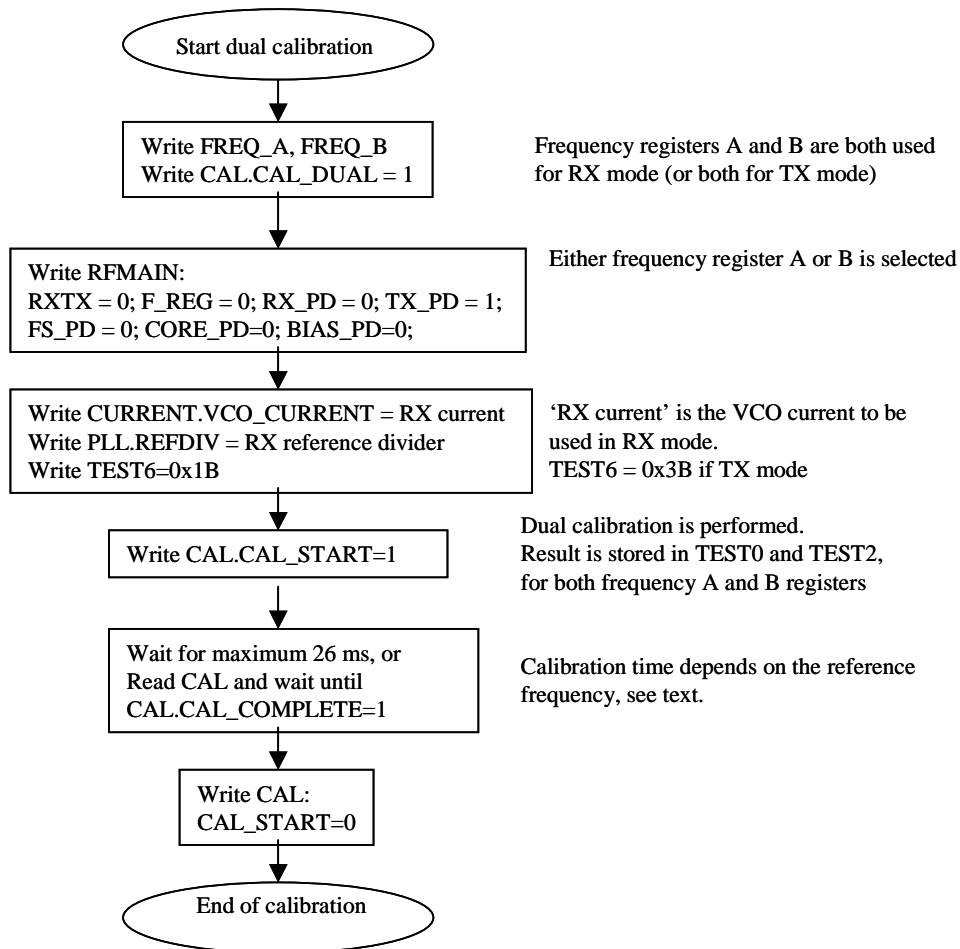 Start dual calibration
Write FREQ_A, FREQ_B
Write CAL.CAL_DUAL = 1
Frequency registers A and B are both used
for RX mode (or both for TX mode)
Write RFMAIN:
RXTX = 0; F_REG = 0; RX_PD = 0; TX_PD = 1;
FS_PD = 0; CORE_PD=0; BIAS_PD=0;
Either frequency register A or B is selected
Write CURRENT.VCO_CURRENT = RX current
Write PLL.REFDIV = RX reference divider
Write TEST6=0x1B
‘RX current’ is the VCO current to be
used in RX mode.
TEST6 = 0x3B if TX mode
Write CAL.CAL_START=1
Dual calibration is performed.
Result is stored in TEST0 and TEST2,
for both frequency A and B registers
Wait for maximum 26 ms, or
Read CAL and wait until
CAL.CAL_COMPLETE=1
Calibration time depends on the reference
frequency, see text.
Write CAL:
CAL_START=0
End of calibration